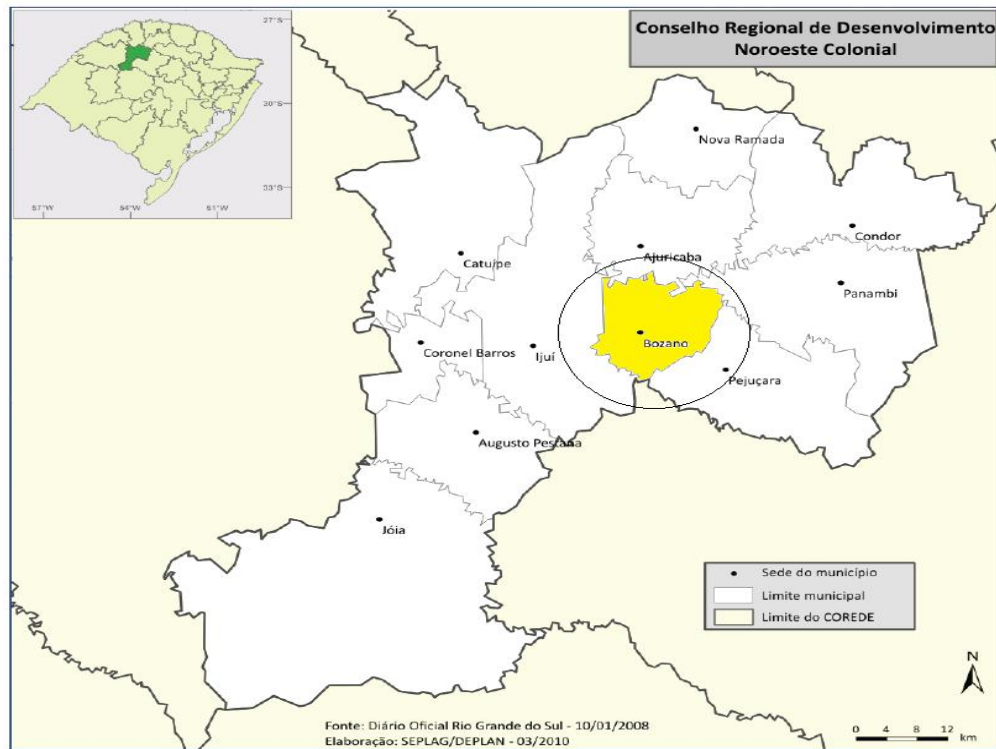 Conselho Regional de Desenvolvimento
Noroeste Colonial
27°S
30°S
33°S
57°W
54°W
51°W
Nova Ramada
Condor
Ajuricaba
Catuípe
Panambi
Bozano
Coronel Barros
Ijuí
Pejuçara
Augusto Pestana
Jóia
Sede do município
Limite municipal
Limite do COREDE
N
0 4 8 12
km
Fonte: Diário Oficial Rio Grande do Sul - 10/01/2008
Elaboração: SEPLAG/DEPLAN - 03/2010